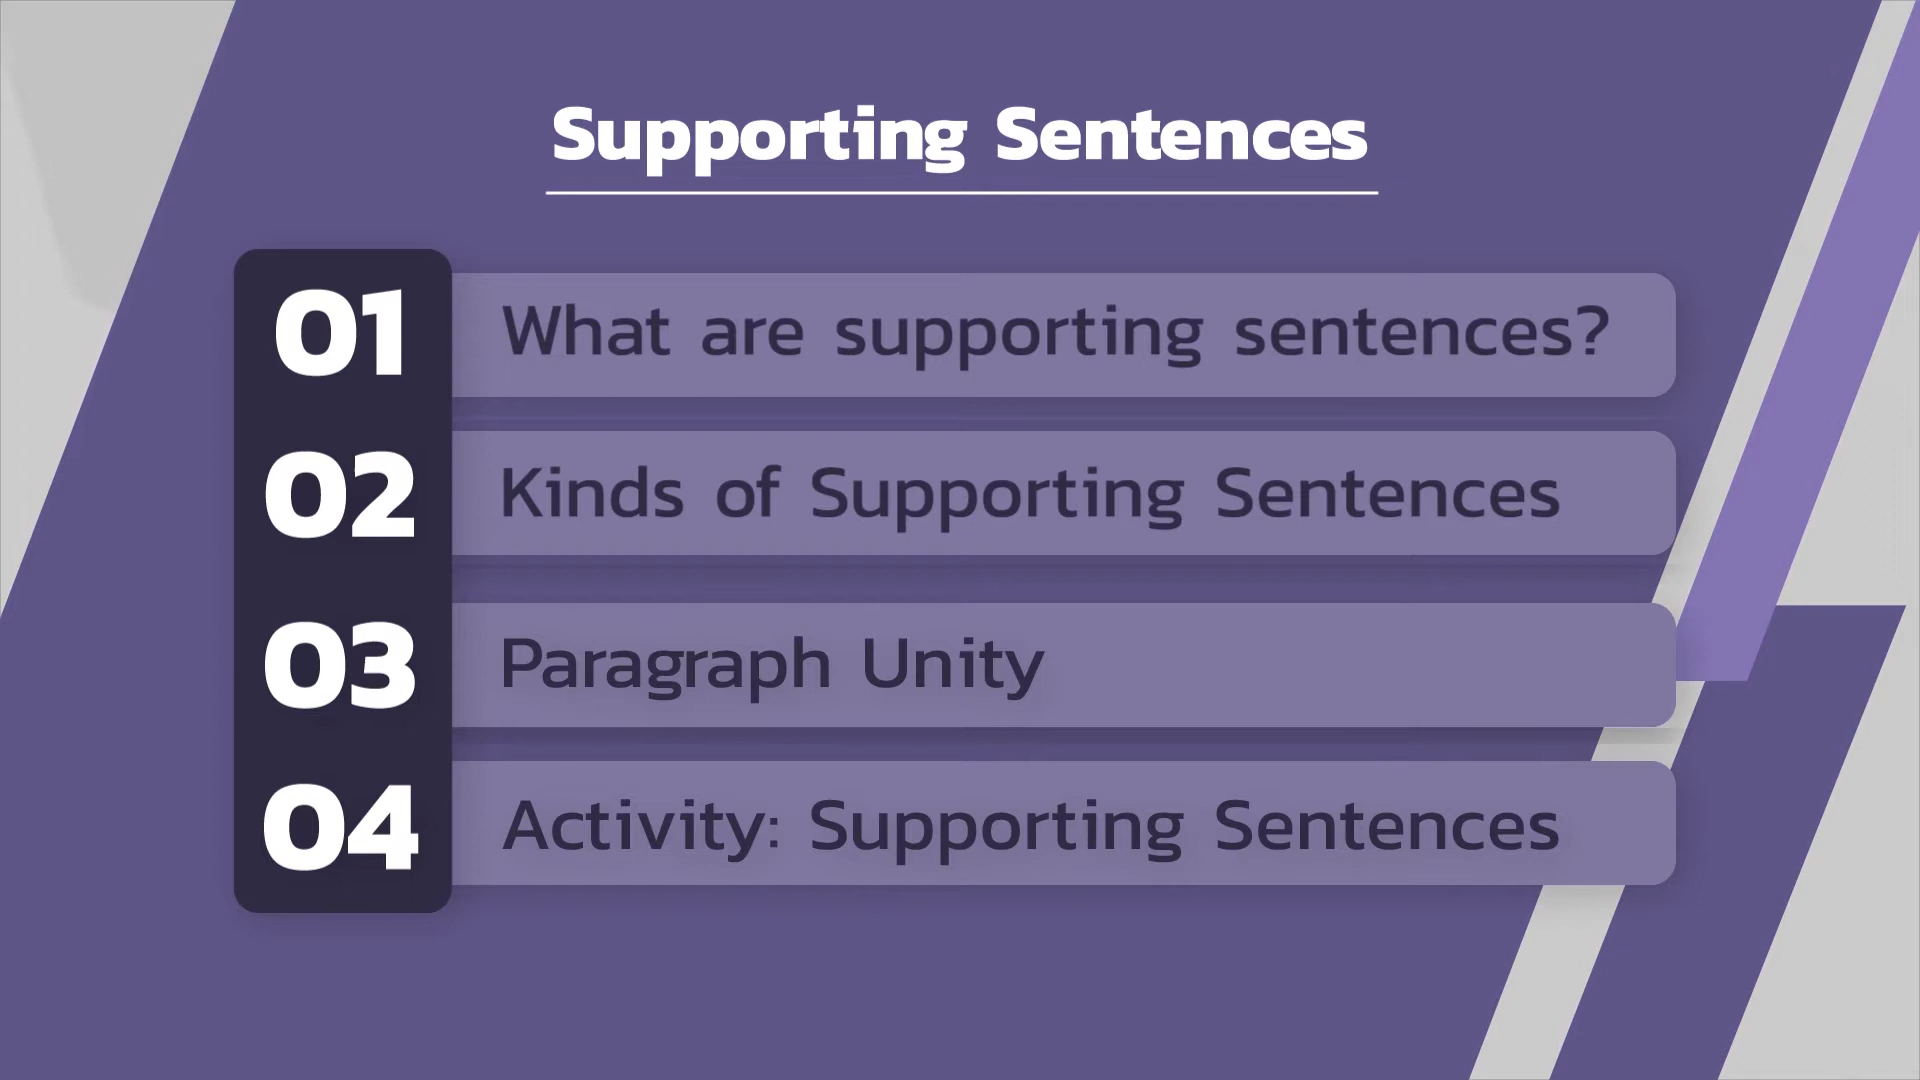 Supporting Sentences
01 What are supporting sentences?
02 Kinds of Supporting Sentences
03 Paragraph Unity
04 Activity: Supporting Sentences